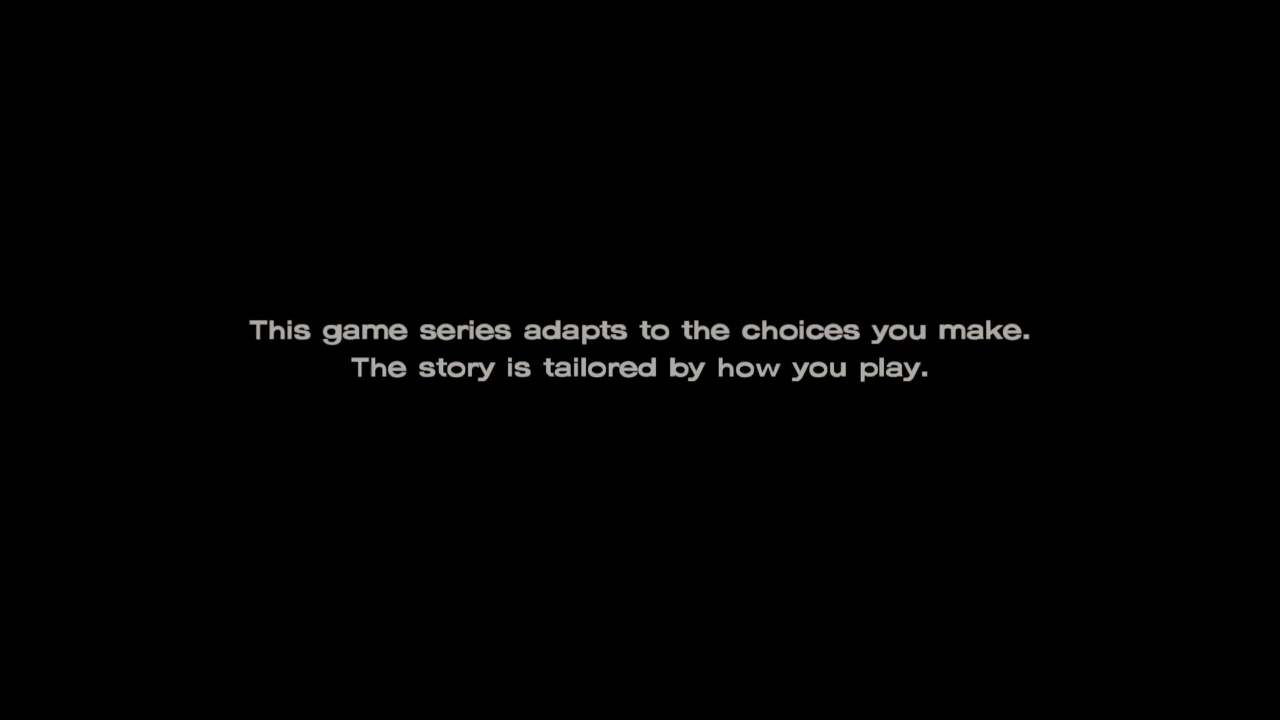 This game series adapts to the choices you make.
The story is tailored by how you play.